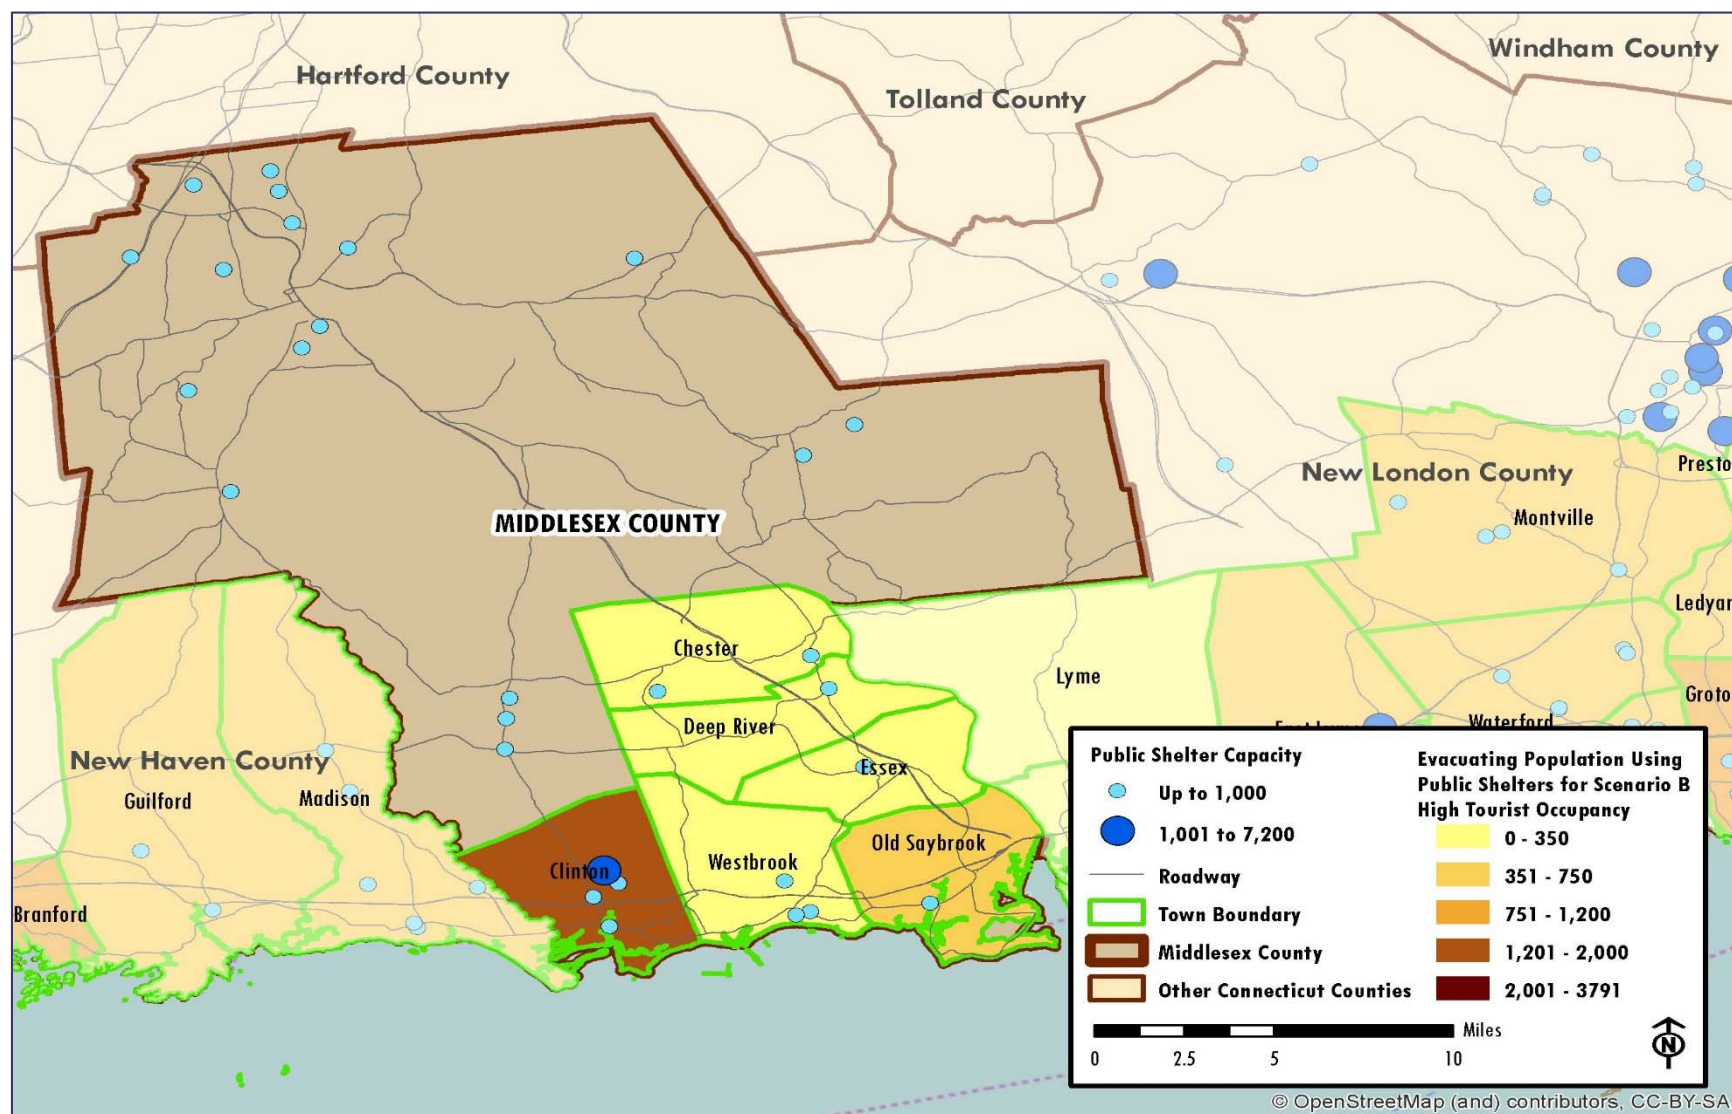 Windham County
Hartford County
Tolland County
New London County
Presto
Montville
MIDDLESEX COUNTY
Ledyar
Chester
Lyme
Groto
Deep River
Waterford
New Haven County
Essex
Guilford
Madison
Old Saybrook
Westbrook
Clinton
Branford
Public Shelter Capacity
Up to 1,000
1,001 to 7,200
Roadway
Town Boundary
Middlesex County
Other Connecticut Counties
Evacuating Population Using
Public Shelters for Scenario B
High Tourist Occupancy
0 - 350
351 - 750
751 - 1,200
1,201 - 2,000
2,001 - 3791
Miles
0 2.5 5 10
N
© OpenStreetMap (and) contributors, CC-BY-SA